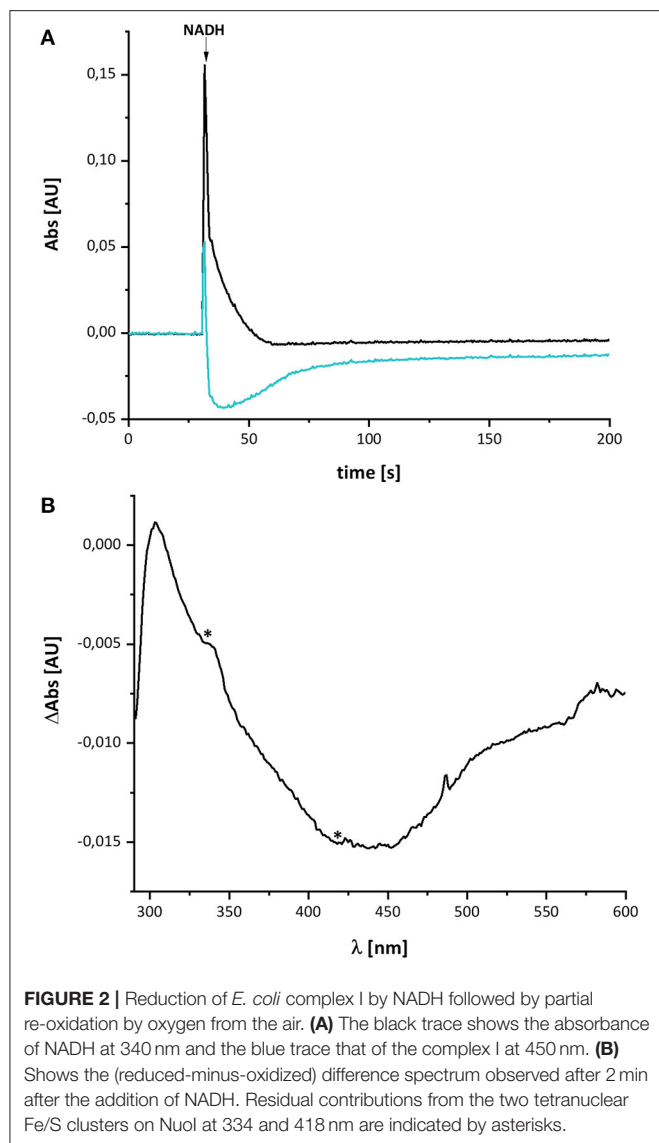 A
NADH
0,15
0,10
0,05
0,00
-0,05
Abs [AU]
0 50 100 150 200
time [s]
B
0,000
-0,005
-0,010
-0,015
ΔAbs [AU]
*
*
300 350 400 450 500 550 600
λ [nm]
FIGURE 2 | Reduction of E. coli complex I by NADH followed by partial
re-oxidation by oxygen from the air. (A) The black trace shows the absorbance
of NADH at 340 nm and the blue trace that of the complex I at 450 nm. (B)
Shows the (reduced-minus-oxidized) difference spectrum observed after 2 min
after the addition of NADH. Residual contributions from the two tetranuclear
Fe/S clusters on NuoI at 334 and 418 nm are indicated by asterisks.